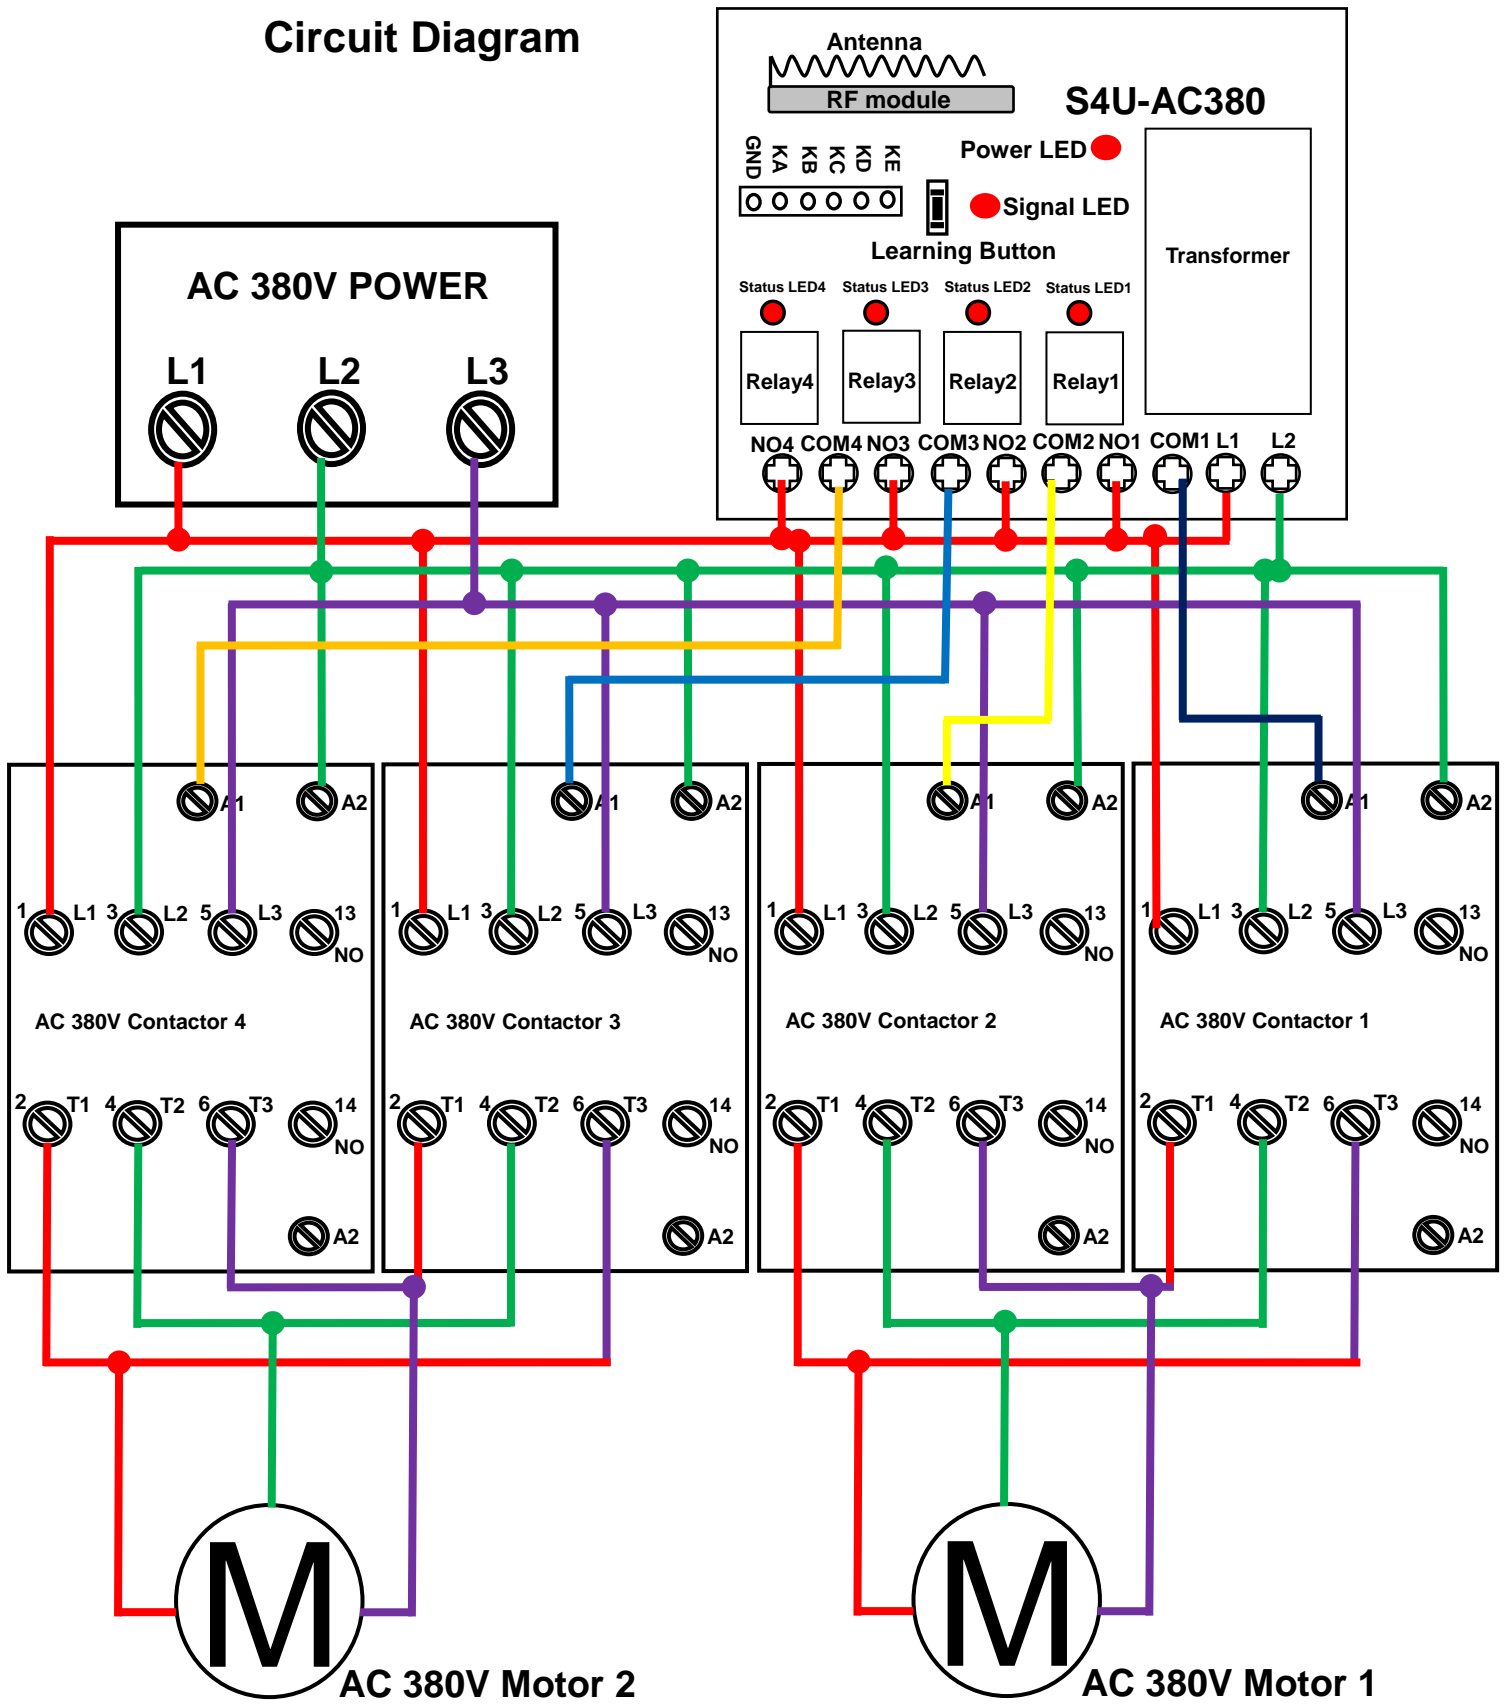 Circuit Diagram
Antenna
RF module
S4U-AC380
GND KA KB KC KD KE
Power LED
Signal LED
Learning Button
Transformer
Status LED4 Status LED3 Status LED2 Status LED1
Relay4 Relay3 Relay2 Relay1
NO4 COM4 NO3 COM3 NO2 COM2 NO1 COM1 L1 L2
AC 380V POWER
L1 L2 L3
A1 A2 A1 A2 A1 A2 A1 A2
1 L1 3 L2 5 L3 13 1 L1 3 L2 5 L3 13 1 L1 3 L2 5 L3 13 1 L1 3 L2 5 L3 13
NO NO NO NO
AC 380V Contactor 4 AC 380V Contactor 3 AC 380V Contactor 2 AC 380V Contactor 1
2 T1 4 T2 6 T3 14 2 T1 4 T2 6 T3 14 2 T1 4 T2 6 T3 14 2 T1 4 T2 6 T3 14
NO NO NO NO
A2 A2 A2 A2
M M
AC 380V Motor 2 AC 380V Motor 1